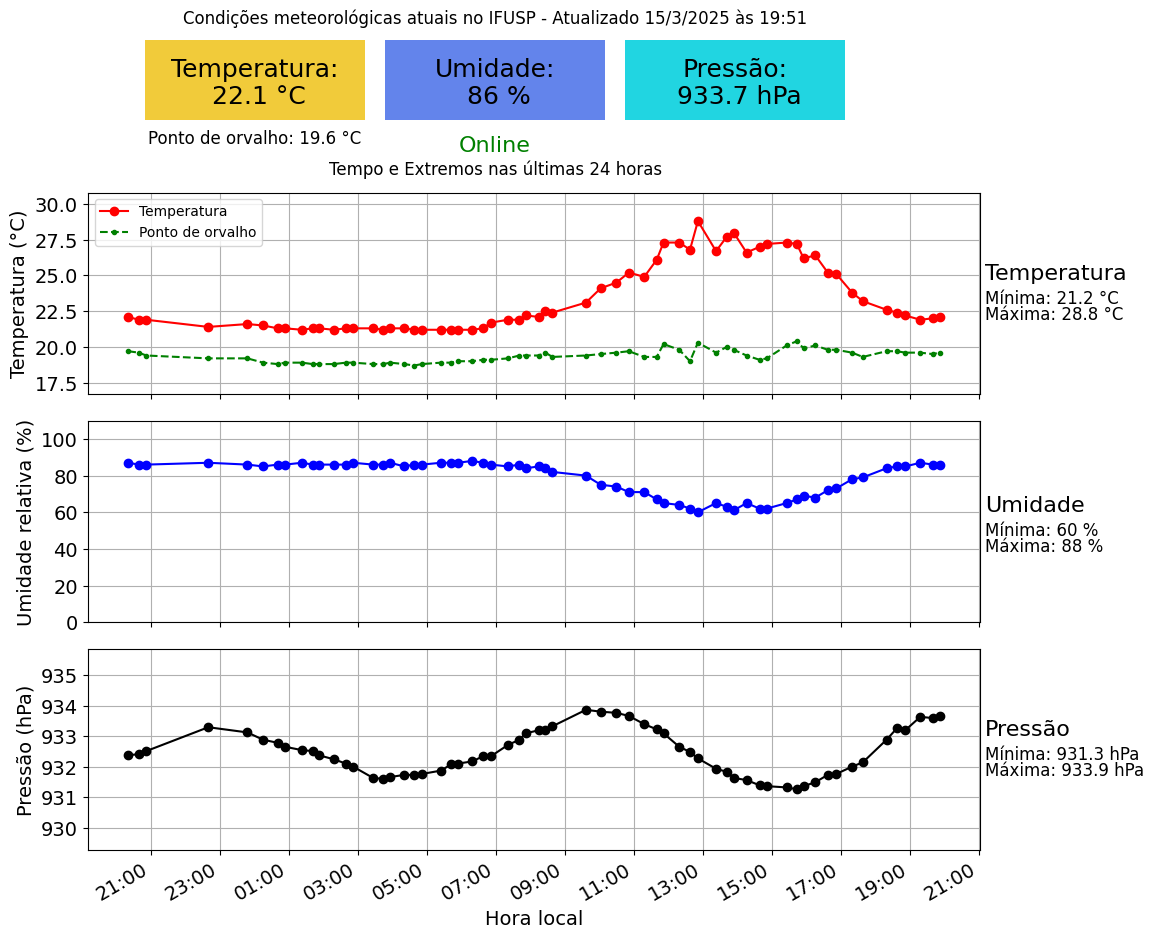 Condições meteorológicas atuais no IFUSP - Atualizado 15/3/2025 às 19:51
Temperatura:
22.1 °C
Umidade:
86 %
Pressão:
933.7 hPa
Ponto de orvalho: 19.6 °C
Online
Tempo e Extremos nas últimas 24 horas
Temperatura (°C)
30.0
27.5
25.0
22.5
20.0
17.5
Temperatura
Ponto de orvalho
Temperatura
Mínima: 21.2 °C
Máxima: 28.8 °C
Umidade relativa (%)
100
80
60
40
20
0
Umidade
Mínima: 60 %
Máxima: 88 %
Pressão (hPa)
935
934
933
932
931
930
Pressão
Mínima: 931.3 hPa
Máxima: 933.9 hPa
21:00 23:00 01:00 03:00 05:00 07:00 09:00 11:00 13:00 15:00 17:00 19:00 21:00
Hora local